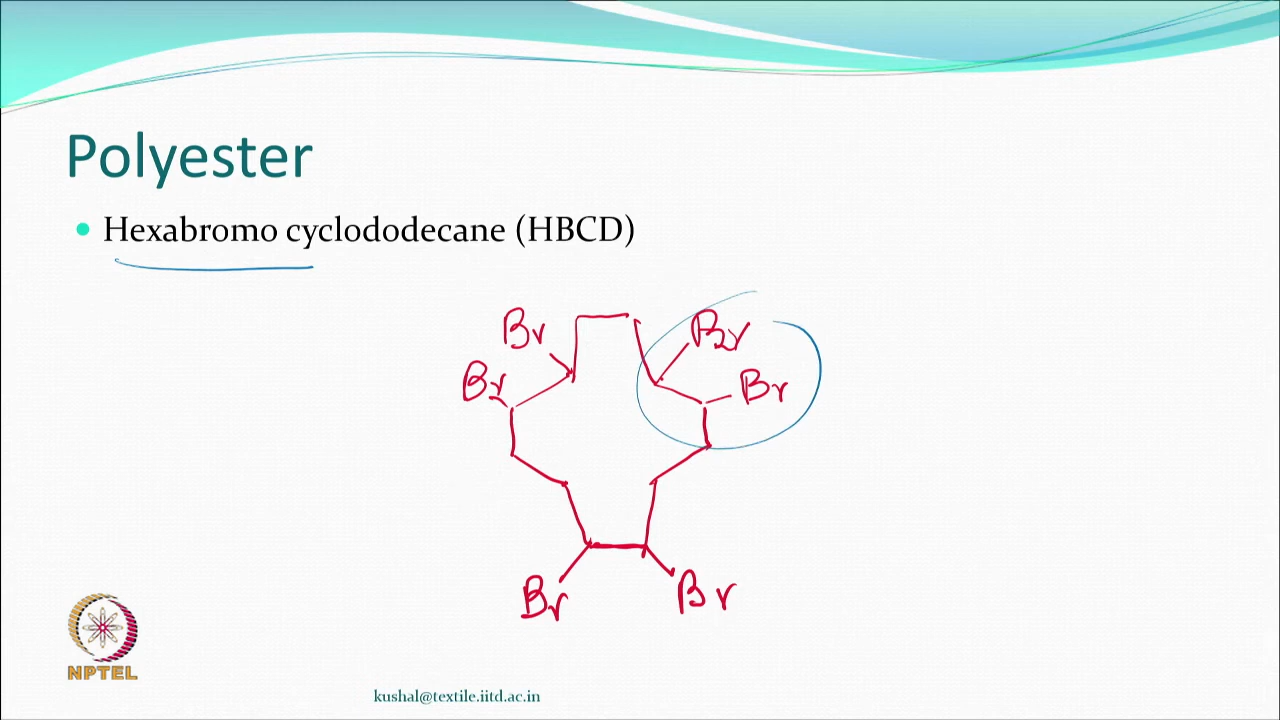 Polyester
Hexabromo cyclododecane (HBCD)
Br
Br
Br
Br
Br
Br
NPTEL
kushal@textile.iitd.ac.in